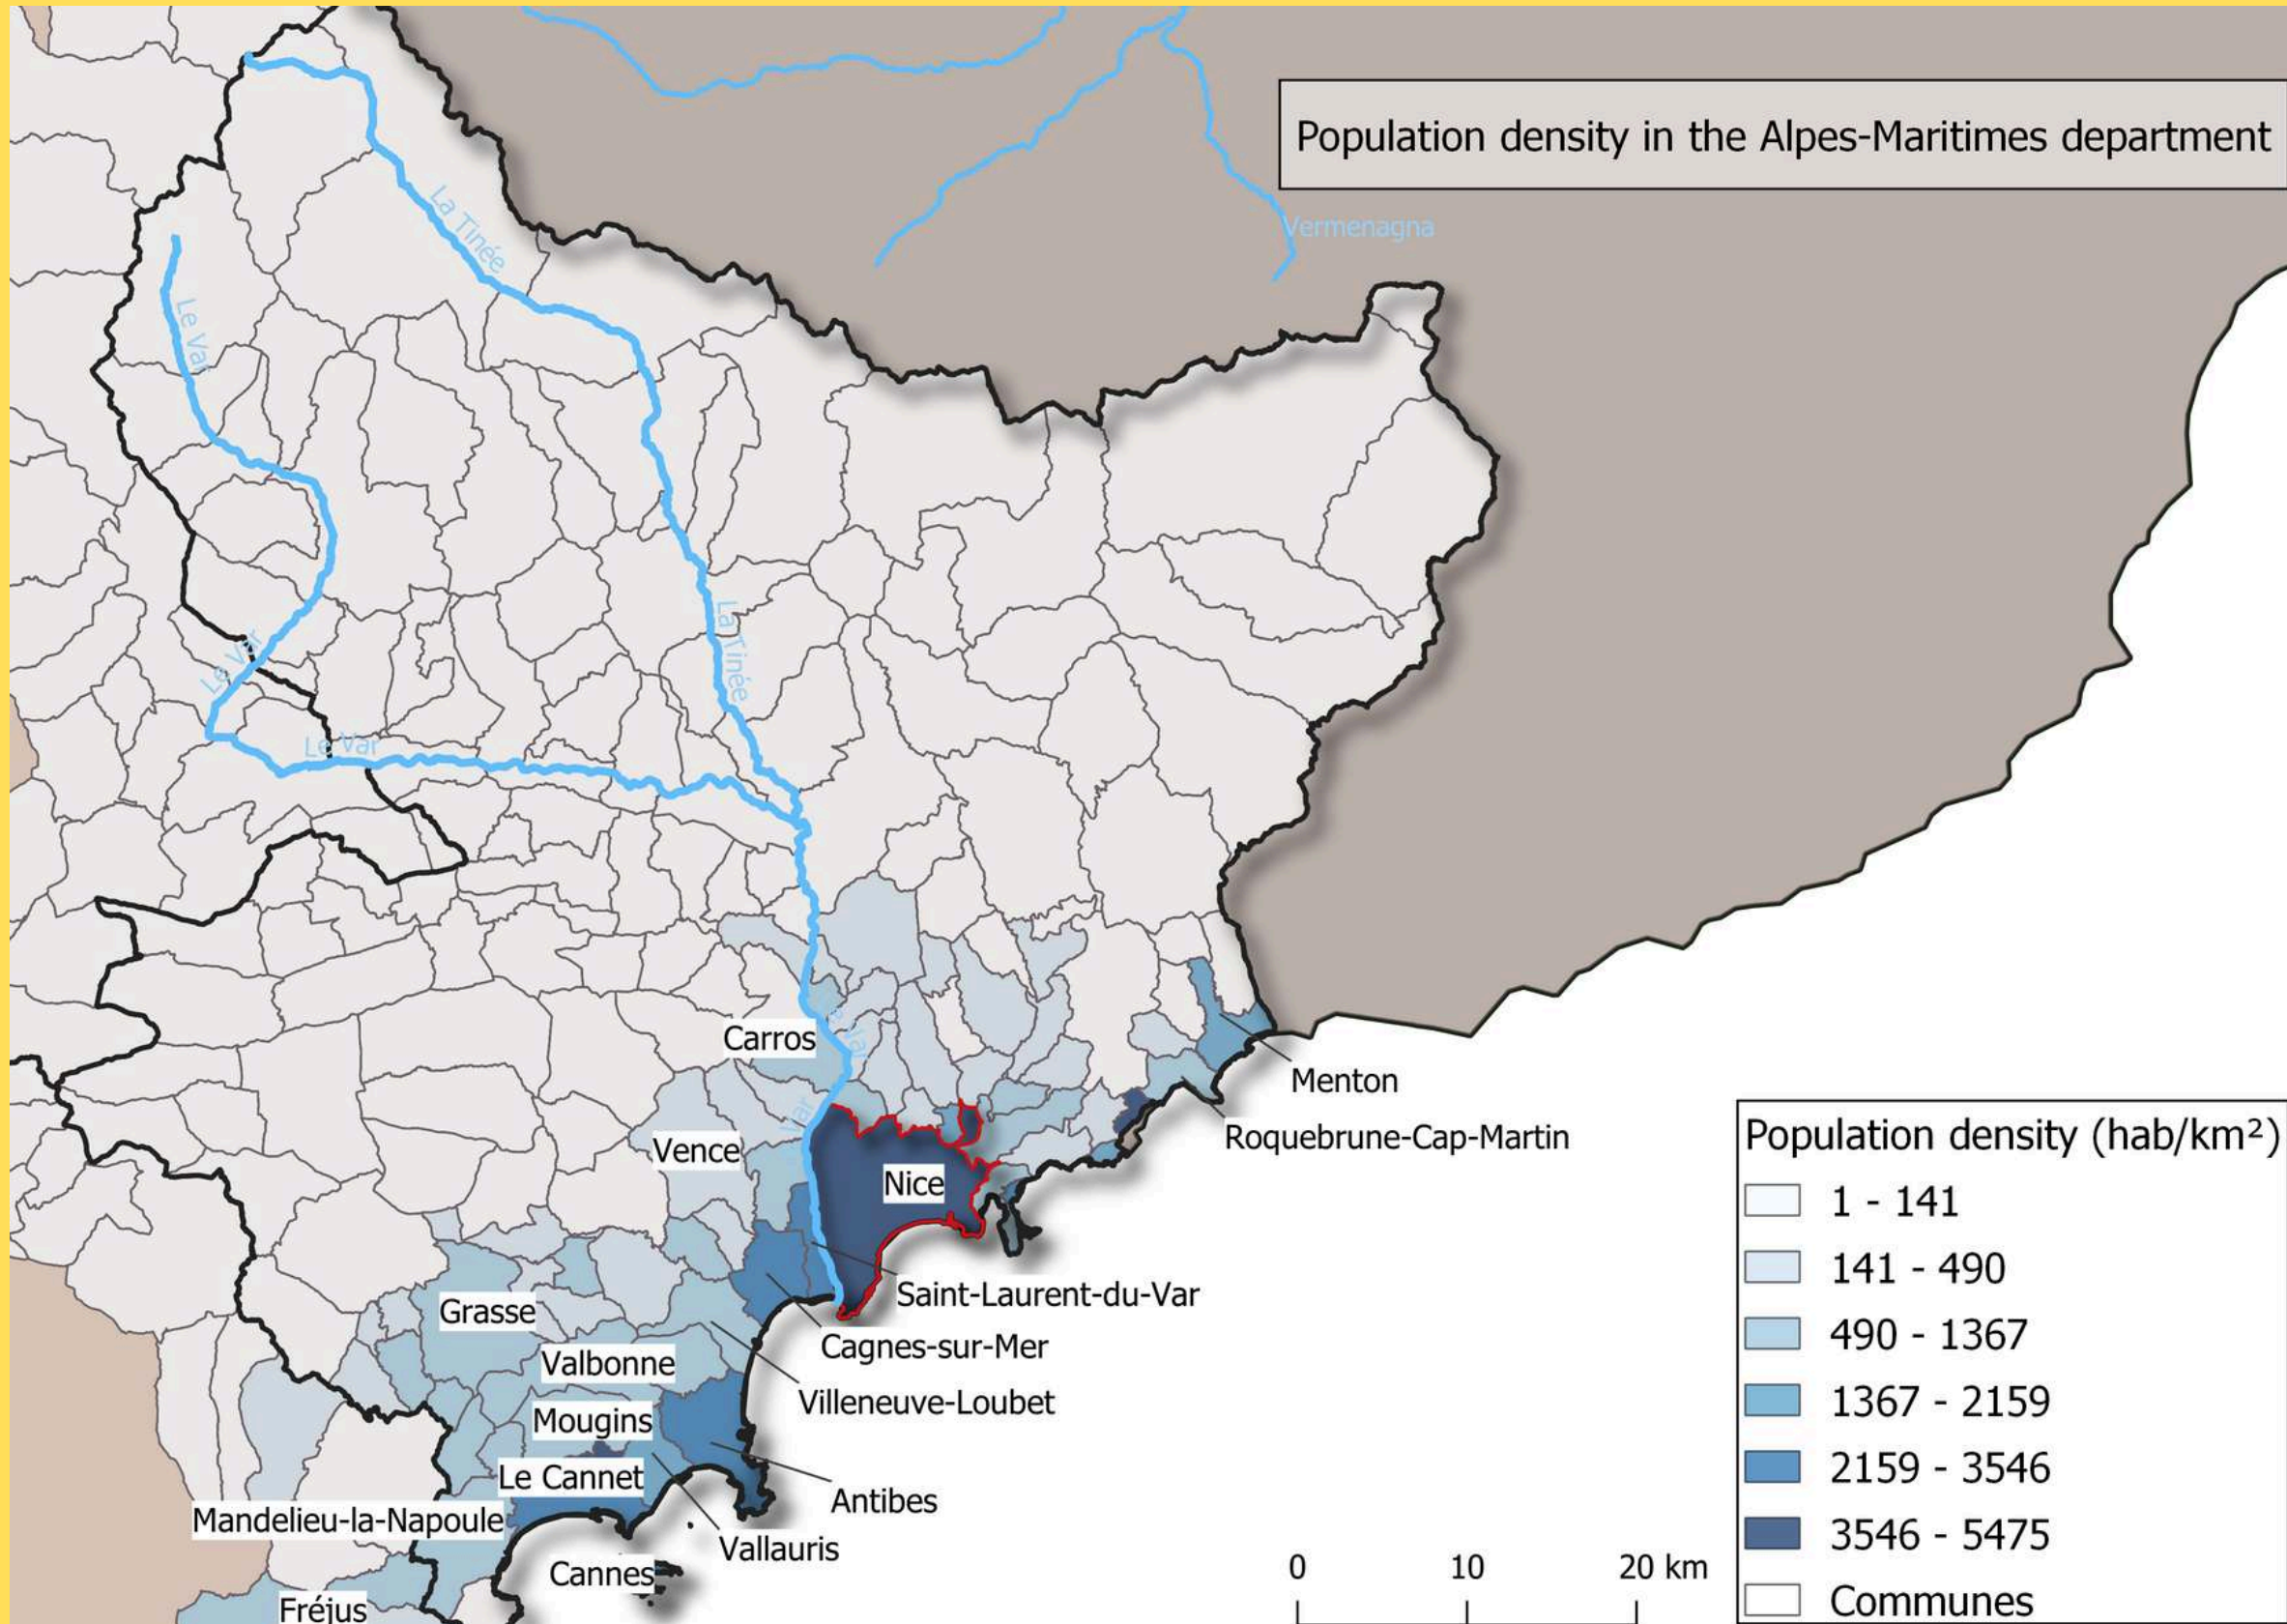 Population density in the Alpes-Maritimes department
Vermenagna
La Tinée
Le Var
La Tinée
Le Var
Le Var
Le Var
Carros
Var
Menton
Roquebrune-Cap-Martin
Vence
Nice
Saint-Laurent-du-Var
Grasse
Cagnes-sur-Mer
Valbonne
Villeneuve-Loubet
Mougins
Le Cannet
Antibes
Mandelieu-la-Napoule
Vallauris
Cannes
Fréjus
0 10 20 km
Population density (hab/km²)
1 - 141
141 - 490
490 - 1367
1367 - 2159
2159 - 3546
3546 - 5475
Communes